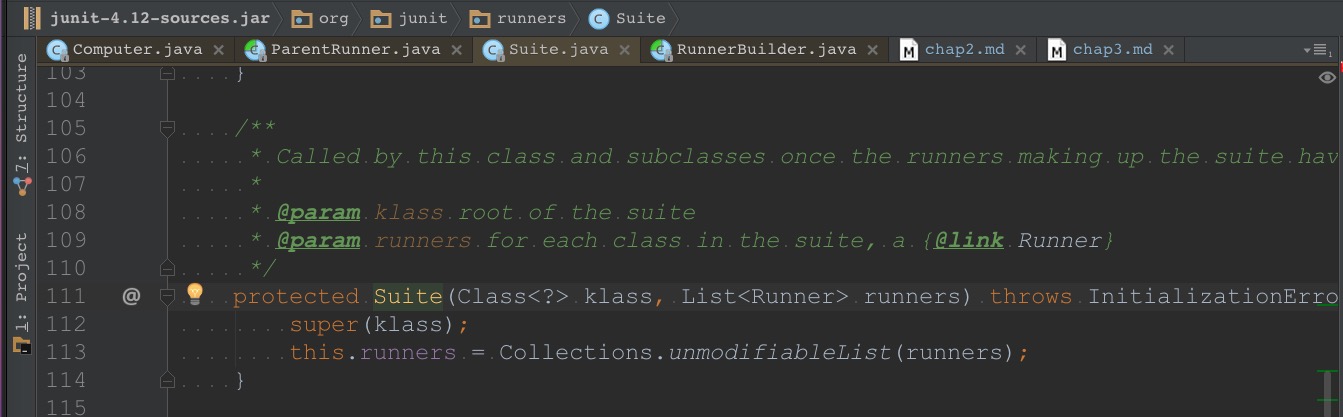 junit-4.12-sources.jar org junit runners Suite
Computer.java ParentRunner.java Suite.java RunnerBuilder.java chap2.md chap3.md
7: Structure
1: Project
103 }
104
105 /**
106 * Called by this class and subclasses once the runners making up the suite hav
107 *
108 * @param klass root of the suite
109 * @param runners for each class in the suite, a {@link Runner}
110 */
111 @ protected Suite(Class<?> klass, List<Runner> runners) throws InitializationErro
112 super(klass);
113 this.runners = Collections.unmodifiableList(runners);
114 }
115